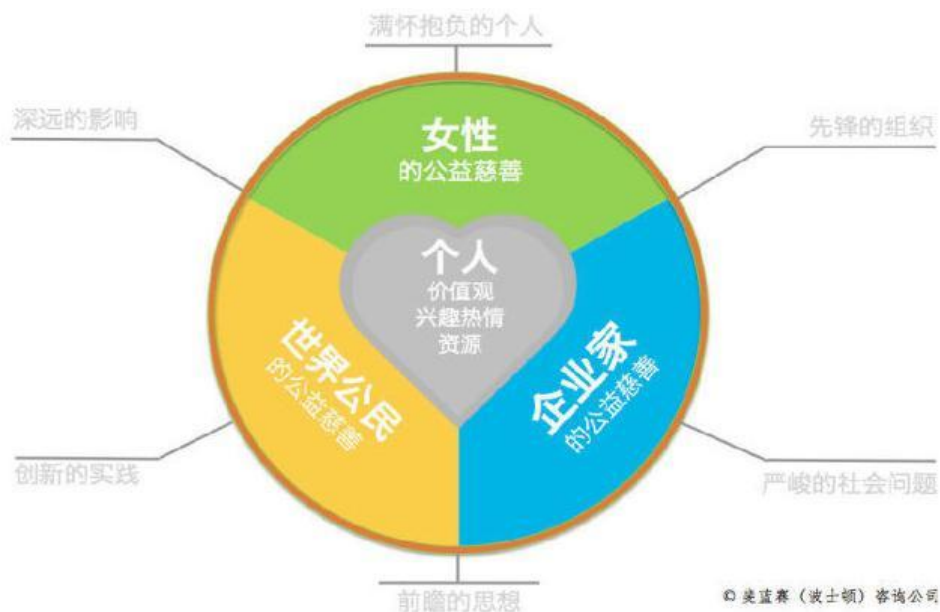 满怀抱负的个人
深远的影响
先锋的组织
女性
的公益慈善
个人
价值观
兴趣热情
资源
世界公民
的公益慈善
企业家
的公益慈善
创新的实践
严峻的社会问题
前瞻的思想
© 美蓝赛（波士顿）咨询公司